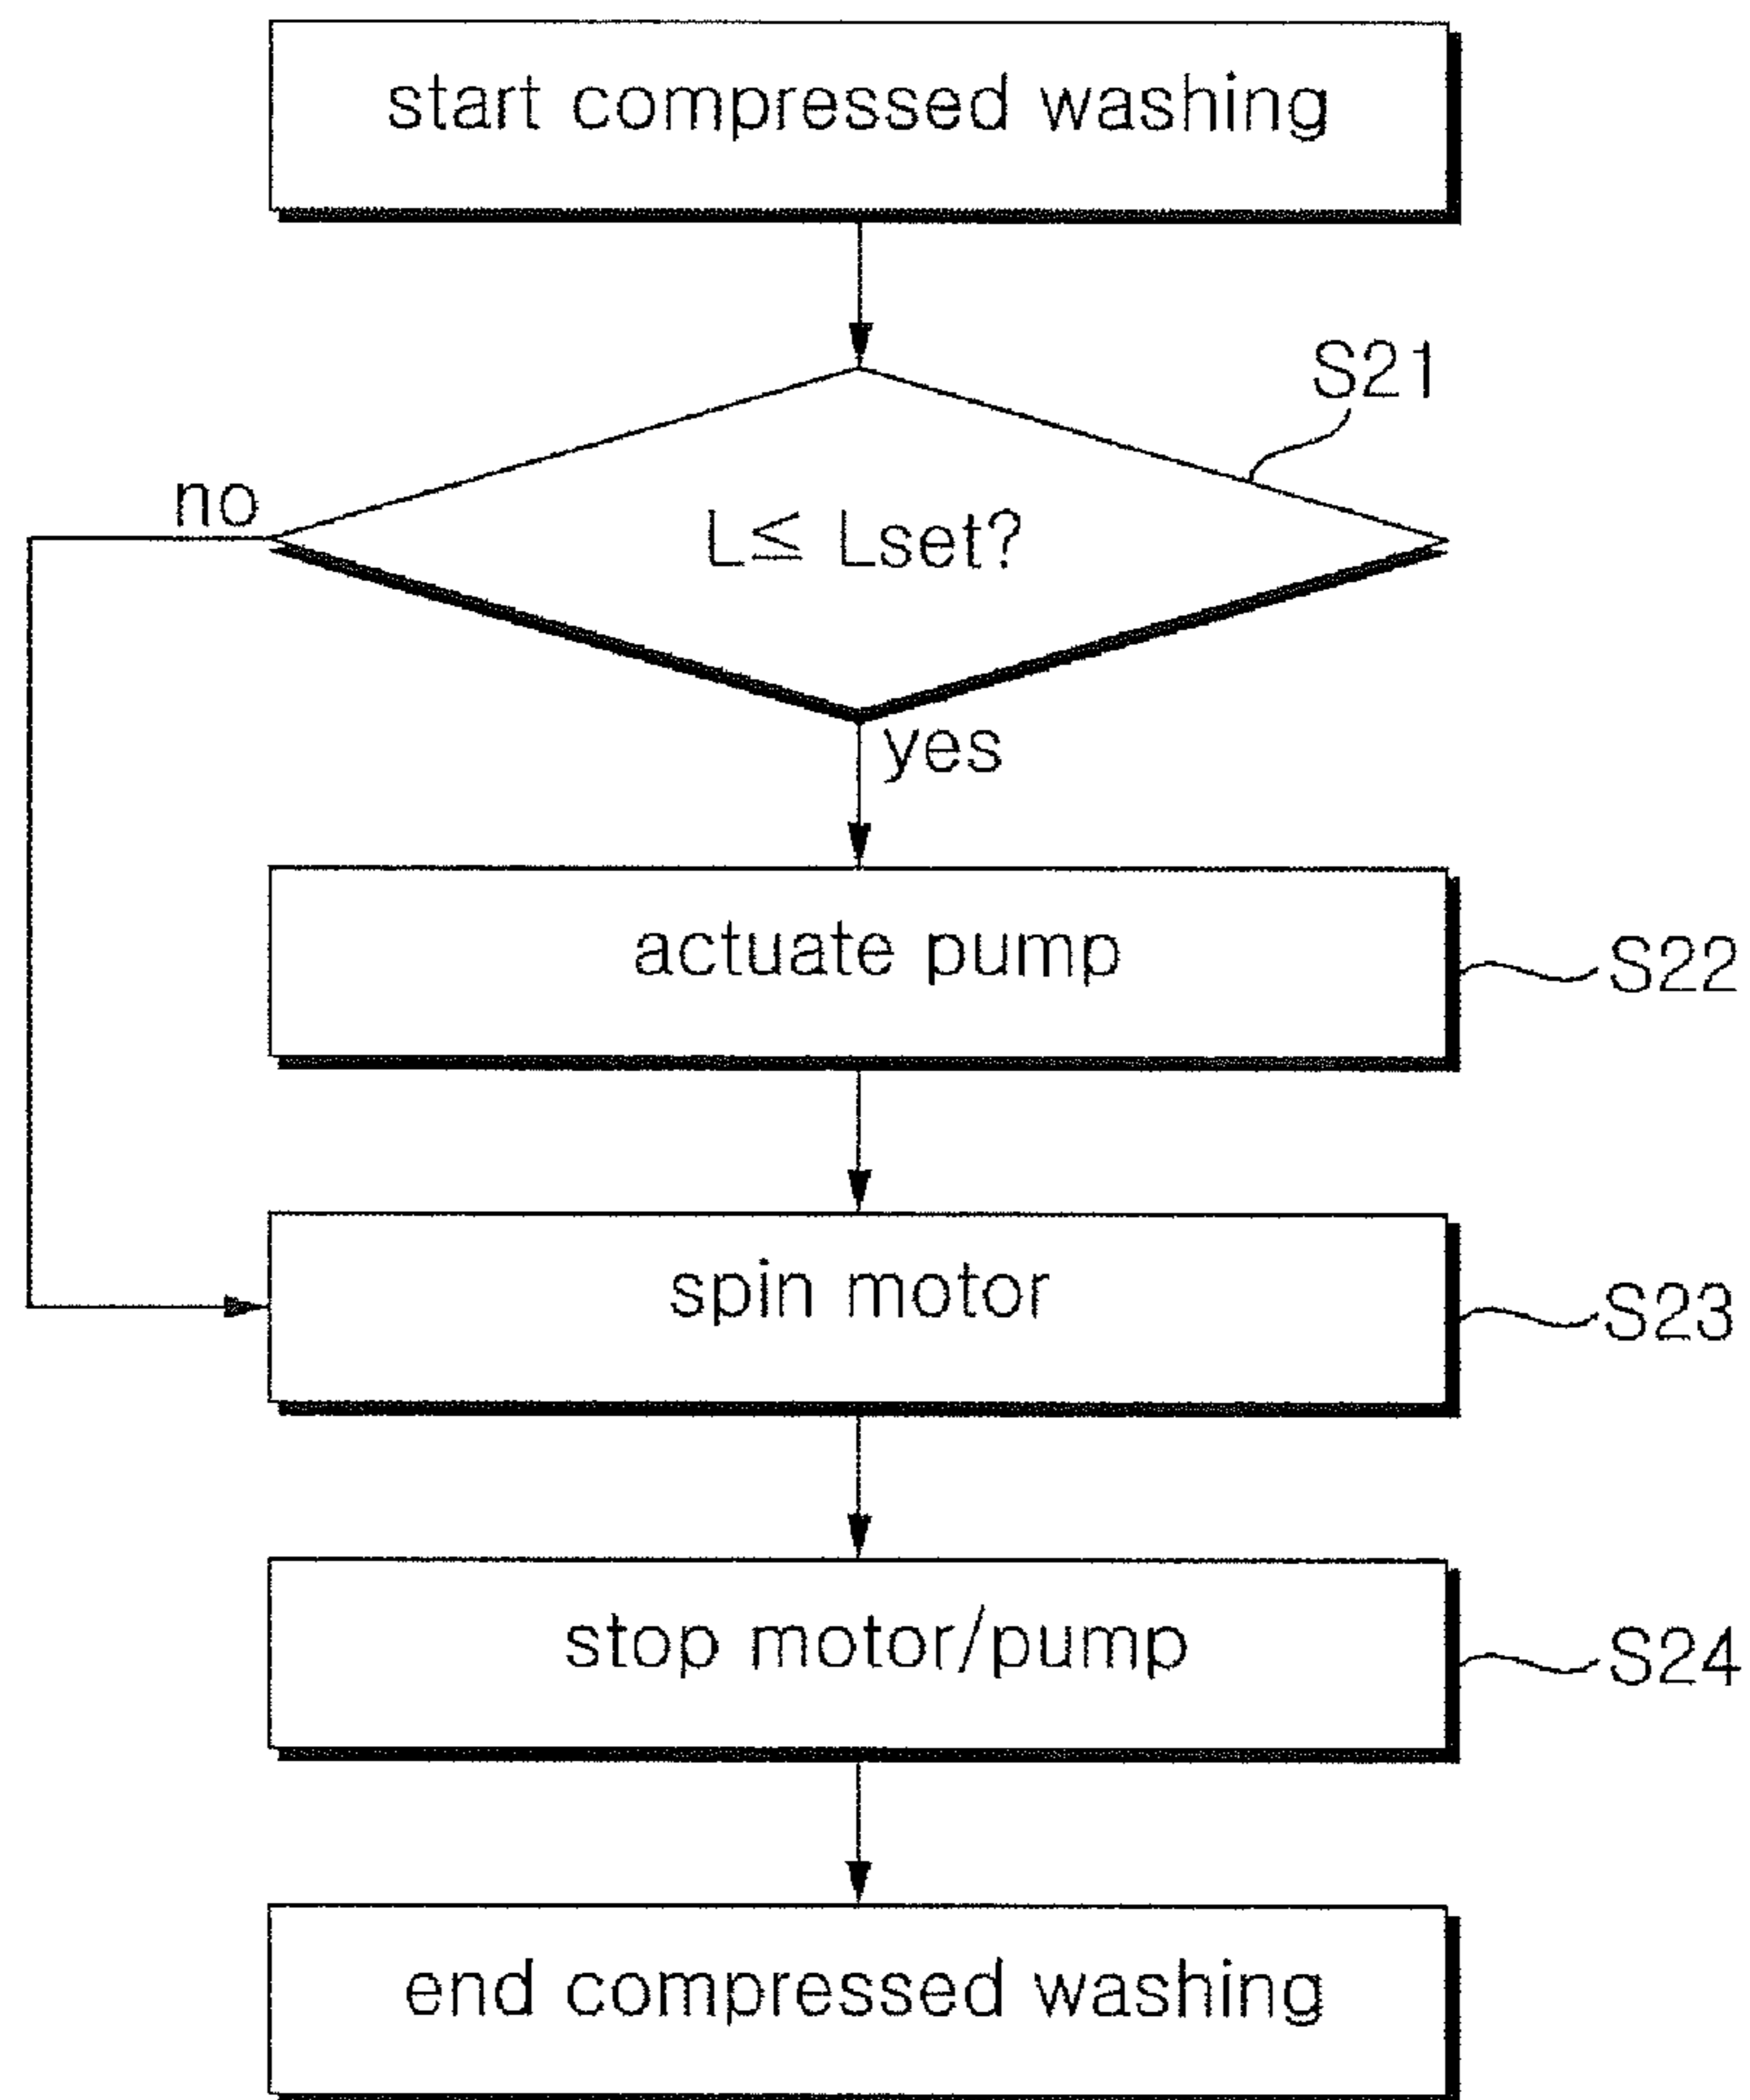 start compressed washing
S21
no
L≤ Lset?
yes
actuate pump
S22
spin motor
S23
stop motor/pump
S24
end compressed washing